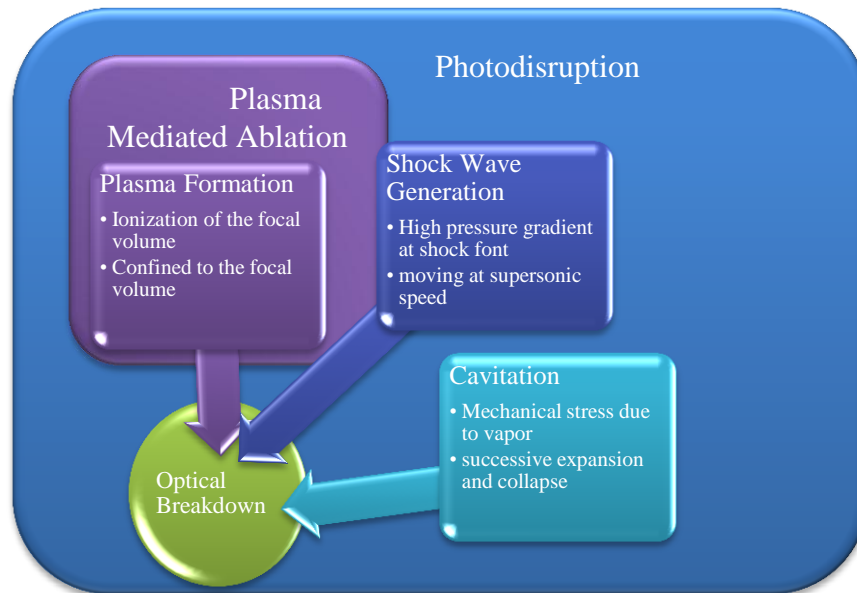 Photodisruption
Plasma
Mediated Ablation
Plasma Formation
• Ionization of the focal
volume
• Confined to the focal
volume
Shock Wave
Generation
• High pressure gradient
at shock font
• moving at supersonic
speed
Cavitation
• Mechanical stress due
to vapor
• successive expansion
and collapse
Optical
Breakdown